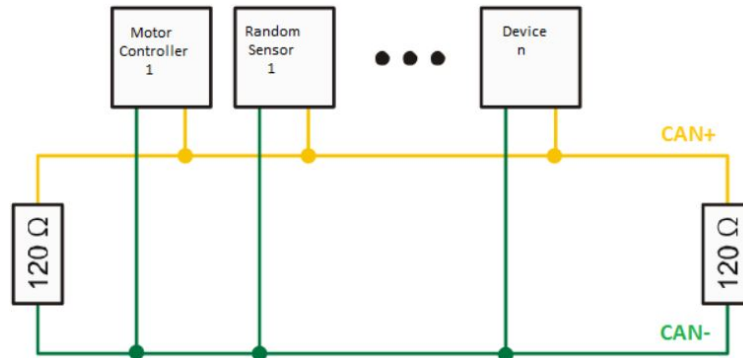 Motor
Controller
1
Random
Sensor
1
Device
n
CAN+
120 Ω
120 Ω
CAN-